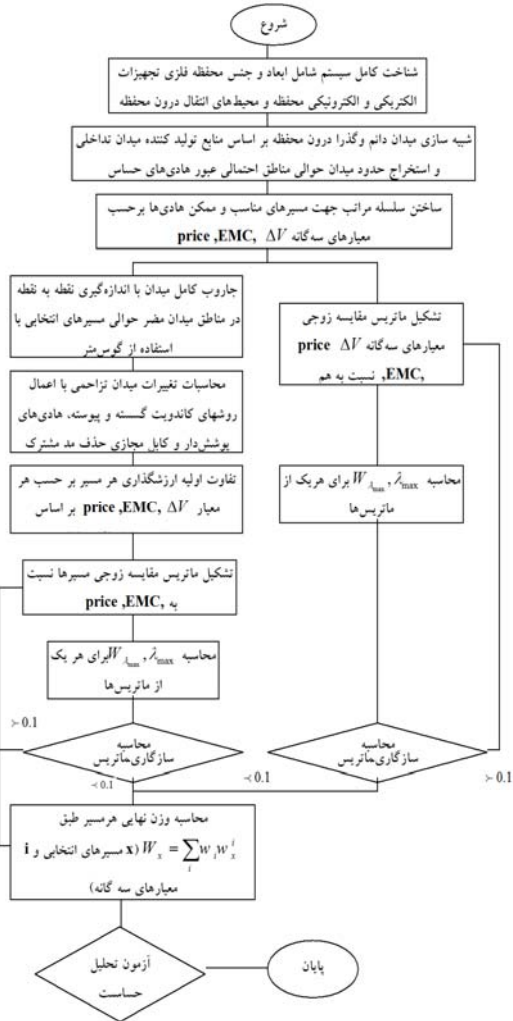 شروع
شناخت کامل سیستم شامل ابعاد و جنس محفظه فلزی تجهیزات
الکتریکی و الکترونیکی محفظه و محیط‌های انتقال درون محفظه
شبیه سازی میدان دائم وگذرا درون محفظه بر اساس منابع تولید کننده میدان تداخلی
و استخراج حدود میدان حوالی مناطق احتمالی عبور هادی‌های حساس
ساختن سلسله مراتب جهت مسیرهای مناسب و ممکن هادی‌ها برحسب
معیارهای سه‌گانه price ,EMC, ΔV
جاروب کامل میدان با اندازه‌گیری نقطه به نقطه
در مناطق میدان مضر حوالی مسیرهای انتخابی با
استفاده از گوس‌متر
محاسبات تغییرات میدان تزاحمی با اعمال
روشهای کاندویت گسسته و پیوسته، هادی‌های
پوشش‌دار و کابل مجازی حذف مد مشترک
تفاوت اولیه ارزشگذاری هر مسیر بر حسب هر
معیار price ,EMC, ΔV بر اساس
تشکیل ماتریس مقایسه زوجی مسیرها نسبت
به price ,EMC,
محاسبه W_λmax , λmax برای هر یک
از ماتریس‌ها
≻ 0.1
محاسبه
سازگاری‌ماتریس
≺ 0.1
تشکیل ماتریس مقایسه زوجی
معیارهای سه‌گانه price ΔV
,EMC, نسبت به هم
محاسبه W_λmax , λmax برای هریک از
ماتریس‌ها
محاسبه
سازگاری‌ماتریس
≺ 0.1
≻ 0.1
محاسبه وزن نهایی هرمسیر طبق
W_x = ∑_i w_i w_x^i (x مسیرهای انتخابی و i
معیارهای سه گانه)
آزمون تحلیل
حساسیت
پایان